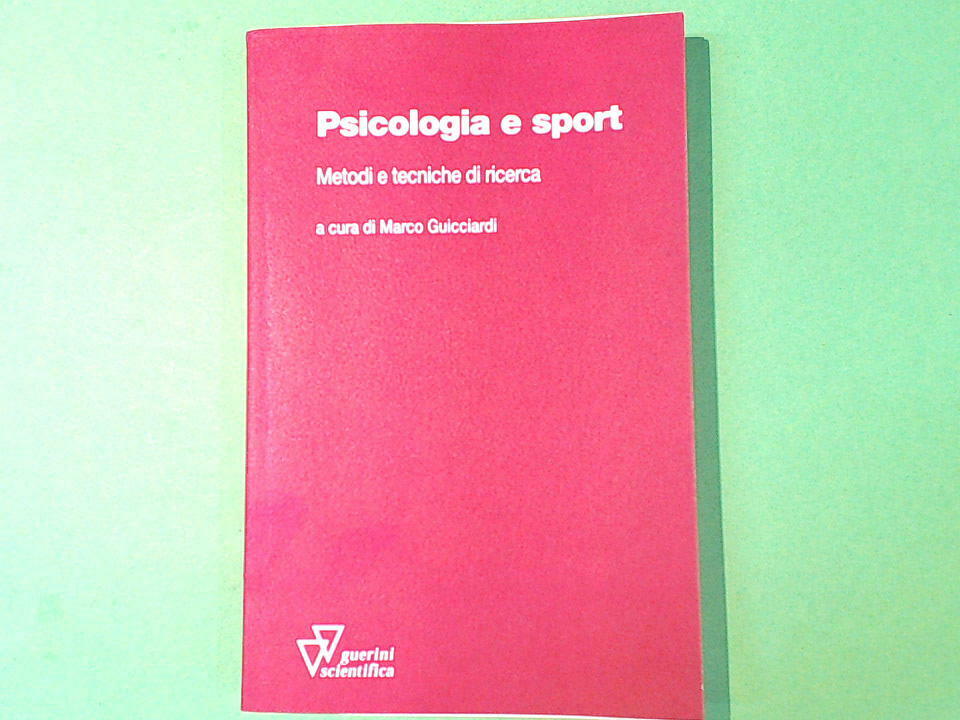 Psicologia e sport
Metodi e tecniche di ricerca
a cura di Marco Guicciardi
guerini
scientifica